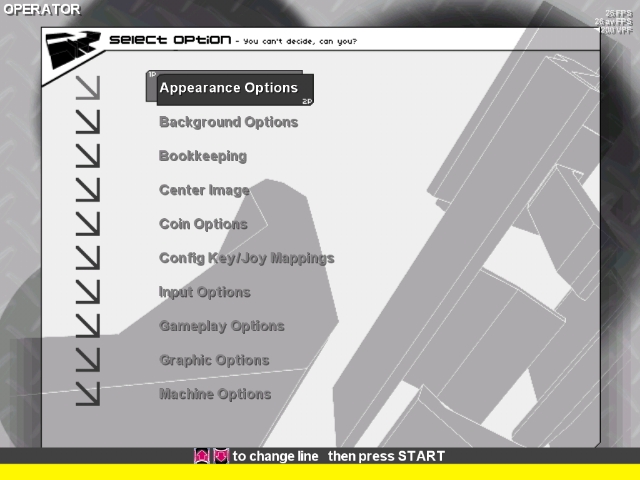 OPERATOR
26 FPS
26 av FPS
SELECT OPTION - You can't decide, can you?
1P
Appearance Options
2P
Background Options
Bookkeeping
Center Image
Coin Options
Config Key/Joy Mappings
Input Options
Gameplay Options
Graphic Options
Machine Options
to change line then press START